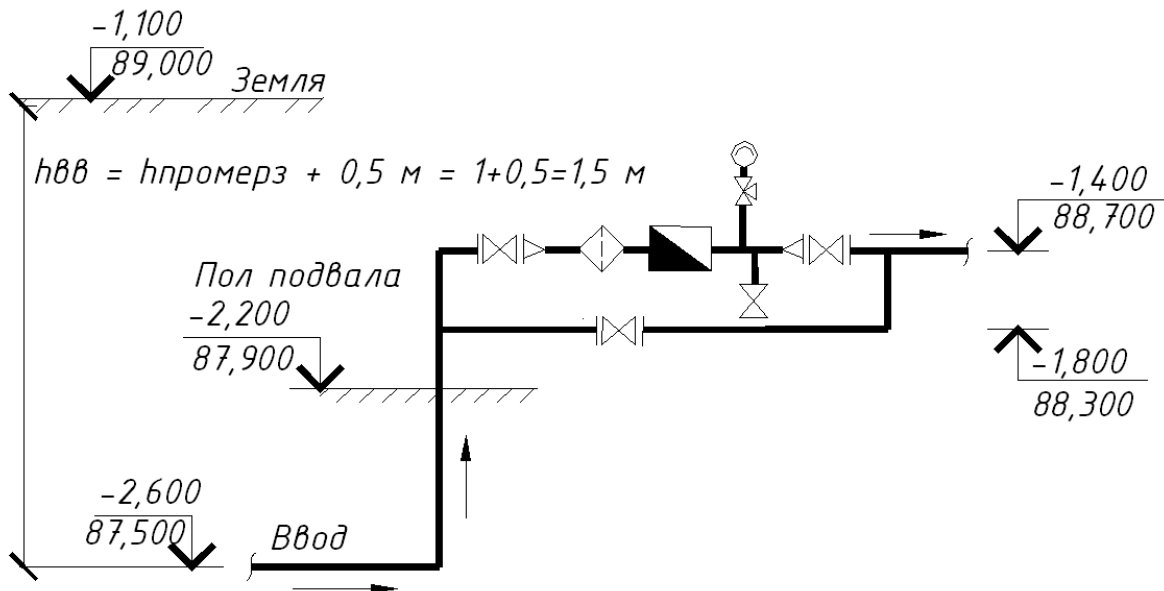 -1,100
89,000
Земля
hвв = hпромерз + 0,5 м = 1+0,5=1,5 м
-1,400
88,700
Пол подвала
-2,200
87,900
-1,800
88,300
-2,600
87,500
Ввод